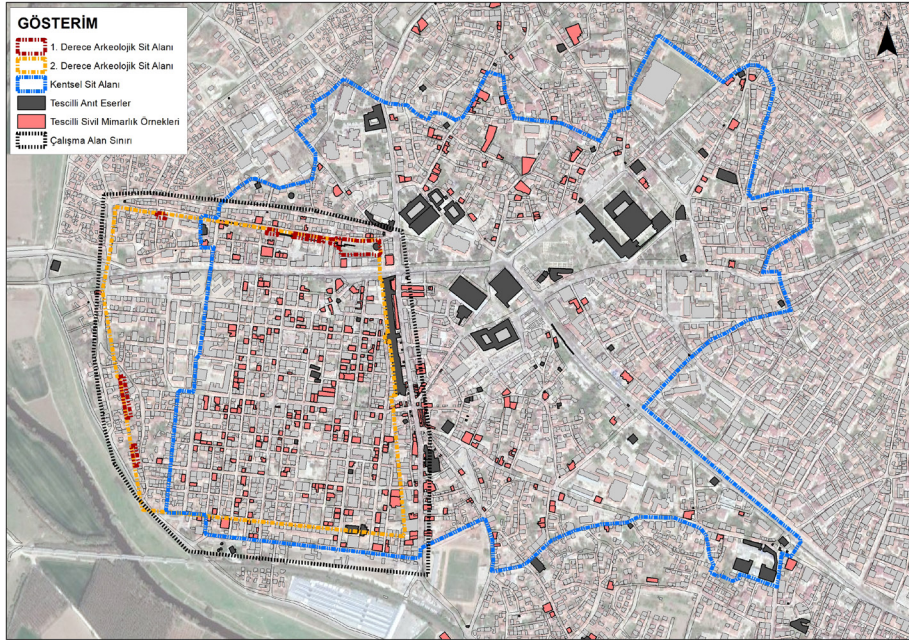 GÖSTERİM
1. Derece Arkeolojik Sit Alanı
2. Derece Arkeolojik Sit Alanı
Kentsel Sit Alanı
Tescilli Anıt Eserler
Tescilli Sivil Mimarlık Örnekleri
Çalışma Alan Sınırı
N